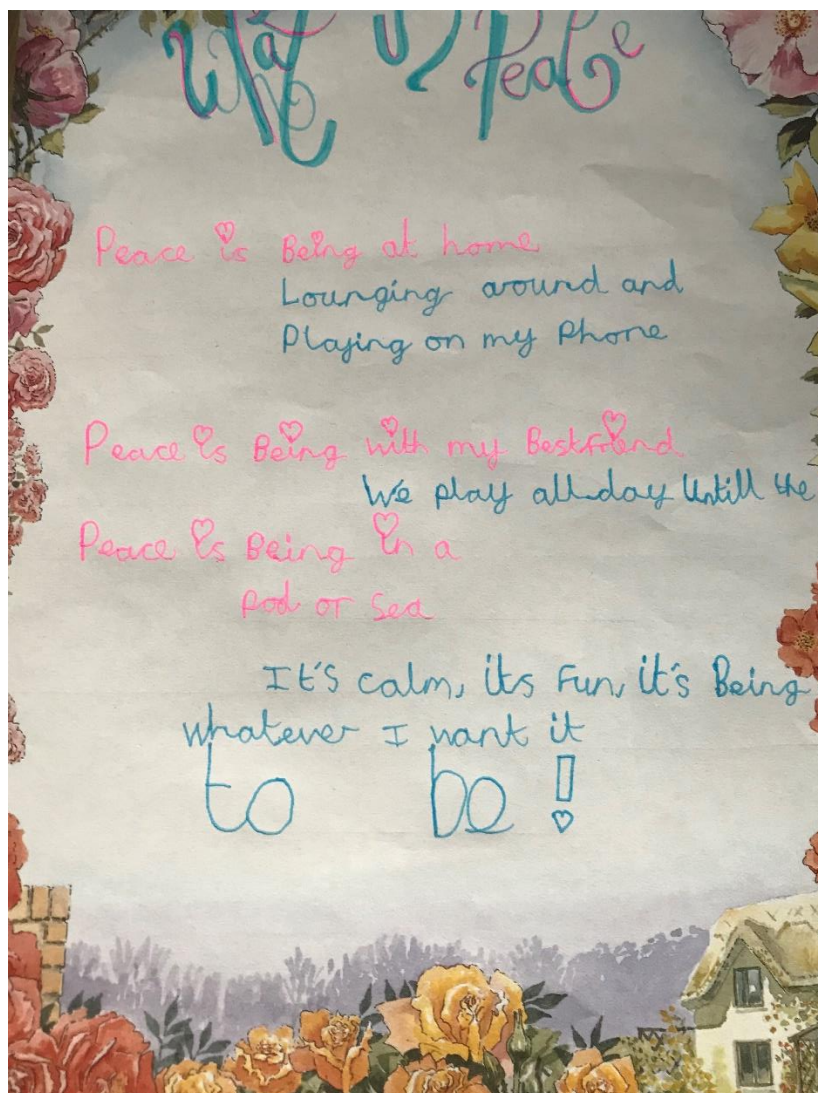 What is Peace
Peace is Being at home
Lounging around and
Playing on my Phone
Peace is Being with my Bestfriend
We play all day Untill the
Peace is Being in a
Pool or Sea
It's calm, its Fun, it's Being
whatever I want it
to be!